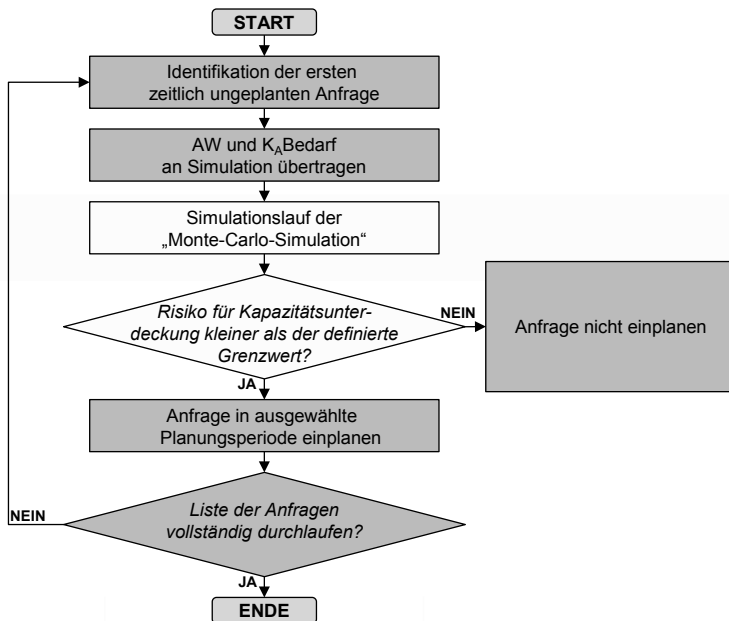 START
Identifikation der ersten
zeitlich ungeplanten Anfrage
AW und KABedarf
an Simulation übertragen
Simulationslauf der
„Monte-Carlo-Simulation“
Risiko für Kapazitätsunter-
deckung kleiner als der definierte
Grenzwert?
NEIN
Anfrage nicht einplanen
JA
Anfrage in ausgewählte
Planungsperiode einplanen
Liste der Anfragen
vollständig durchlaufen?
NEIN
JA
ENDE